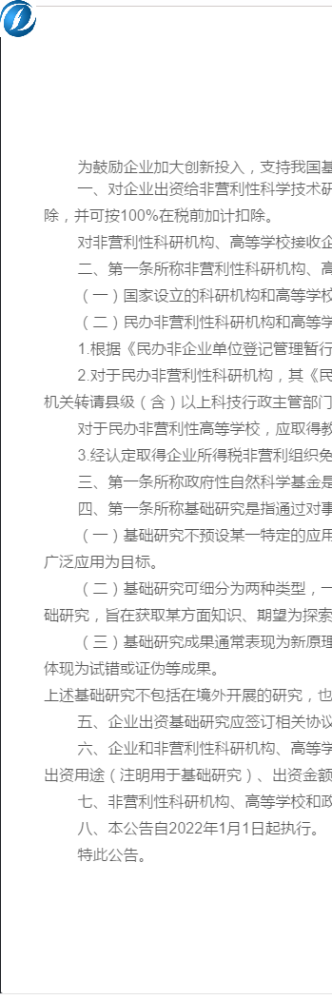 为鼓励企业加大创新投入，支持我国基
一、对企业出资给非营利性科学技术研
除，并可按100%在税前加计扣除。
对非营利性科研机构、高等学校接收企
二、第一条所称非营利性科研机构、高
（一）国家设立的科研机构和高等学校
（二）民办非营利性科研机构和高等学
1.根据《民办非企业单位登记管理暂行
2.对于民办非营利性科研机构，其《民
机关转请县级（含）以上科技行政主管部门
对于民办非营利性高等学校，应取得教
3.经认定取得企业所得税非营利组织免
三、第一条所称政府性自然科学基金是
四、第一条所称基础研究是指通过对事
（一）基础研究不预设某一特定的应用
广泛应用为目标。
（二）基础研究可细分为两种类型，一
础研究，旨在获取某方面知识、期望为探索
（三）基础研究成果通常表现为新原理
体现为试错或证伪等成果。
上述基础研究不包括在境外开展的研究，也
五、企业出资基础研究应签订相关协议
六、企业和非营利性科研机构、高等学
出资用途（注明用于基础研究）、出资金额
七、非营利性科研机构、高等学校和政
八、本公告自2022年1月1日起执行。
特此公告。